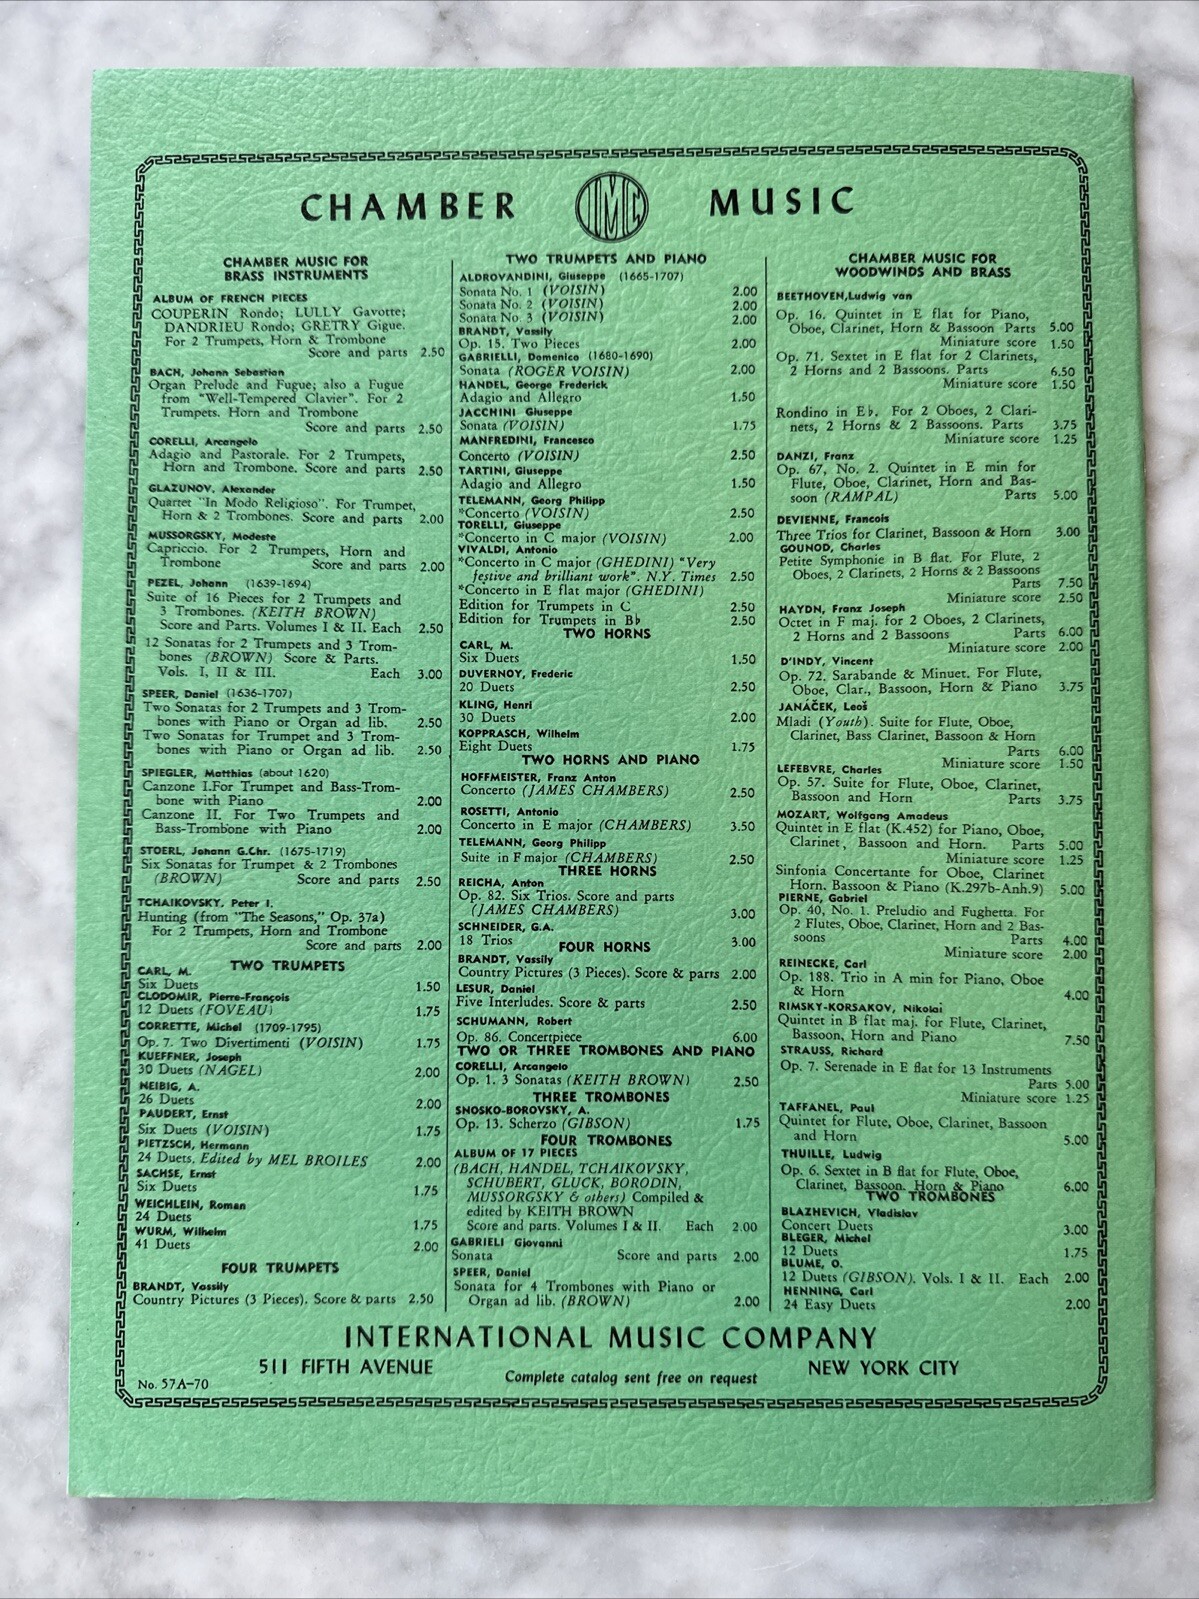 CHAMBER IMC MUSIC
CHAMBER MUSIC FOR
BRASS INSTRUMENTS
ALBUM OF FRENCH PIECES
COUPERIN Rondo; LULLY Gavotte;
DANDRIEU Rondo; GRETRY Gigue.
For 2 Trumpets, Horn & Trombone
Score and parts 2.50
BACH, Johann Sebastian
Organ Prelude and Fugue; also a Fugue
from "Well-Tempered Clavier". For 2
Trumpets. Horn and Trombone
Score and parts 2.50
CORELLI, Arcangelo
Adagio and Pastorale. For 2 Trumpets,
Horn and Trombone. Score and parts 2.50
GLAZUNOV, Alexander
Quartet "In Modo Religioso". For Trumpet,
Horn & 2 Trombones. Score and parts 2.00
MUSSORGSKY, Modeste
Capriccio. For 2 Trumpets, Horn and
Trombone Score and parts 2.00
PEZEL, Johann (1639-1694)
Suite of 16 Pieces for 2 Trumpets and
3 Trombones. (KEITH BROWN)
Score and Parts. Volumes I & II. Each 2.50
12 Sonatas for 2 Trumpets and 3 Trom-
bones (BROWN) Score & Parts.
Vols. I, II & III. Each 3.00
SPEER, Daniel (1636-1707)
Two Sonatas for 2 Trumpets and 3 Trom-
bones with Piano or Organ ad lib. 2.50
Two Sonatas for Trumpet and 3 Trom-
bones with Piano or Organ ad lib. 2.50
SPIEGLER, Matthias (about 1620)
Canzone I.For Trumpet and Bass-Trom-
bone with Piano 2.00
Canzone II. For Two Trumpets and
Bass-Trombone with Piano 2.00
STOERL, Johann G.Chr. (1675-1719)
Six Sonatas for Trumpet & 2 Trombones
(BROWN) Score and parts 2.50
TCHAIKOVSKY, Peter I.
Hunting (from "The Seasons," Op. 37a)
For 2 Trumpets, Horn and Trombone
Score and parts 2.00
TWO TRUMPETS
CARL, M.
Six Duets 1.50
CLODOMIR, Pierre-François
12 Duets (FOVEAU) 1.75
CORRETTE, Michel (1709-1795)
Op. 7. Two Divertimenti (VOISIN) 1.75
KUEFFNER, Joseph
30 Duets (NAGEL) 2.00
NEIBIG, A.
26 Duets 2.00
PAUDERT, Ernst
Six Duets (VOISIN) 1.75
PIETZSCH, Hermann
24 Duets, Edited by MEL BROILES 2.00
SACHSE, Ernst
Six Duets 1.75
WEICHLEIN, Roman
24 Duets 1.75
WURM, Wilhelm
41 Duets 2.00
FOUR TRUMPETS
BRANDT, Vassily
Country Pictures (3 Pieces). Score & parts 2.50
TWO TRUMPETS AND PIANO
ALDROVANDINI, Giuseppe (1665-1707)
Sonata No. 1 (VOISIN) 2.00
Sonata No. 2 (VOISIN) 2.00
Sonata No. 3 (VOISIN) 2.00
BRANDT, Vassily
Op. 15. Two Pieces 2.00
GABRIELLI, Domenico (1680-1690)
Sonata (ROGER VOISIN) 2.00
HANDEL, George Frederick
Adagio and Allegro 1.50
JACCHINI Giuseppe
Sonata (VOISIN) 1.75
MANFREDINI, Francesco
Concerto (VOISIN) 2.50
TARTINI, Giuseppe
Adagio and Allegro 1.50
TELEMANN, Georg Philipp
*Concerto (VOISIN) 2.50
TORELLI, Giuseppe
*Concerto in C major (VOISIN) 2.00
VIVALDI, Antonio
*Concerto in C major (GHEDINI) "Very
festive and brilliant work". N.Y. Times 2.50
*Concerto in E flat major (GHEDINI)
Edition for Trumpets in C 2.50
Edition for Trumpets in B♭ 2.50
TWO HORNS
CARL, M.
Six Duets 1.50
DUVERNOY, Frederic
20 Duets 2.50
KLING, Henri
30 Duets 2.00
KOPPRASCH, Wilhelm
Eight Duets 1.75
TWO HORNS AND PIANO
HOFFMEISTER, Franz Anton
Concerto (JAMES CHAMBERS) 2.50
ROSETTI, Antonio
Concerto in E major (CHAMBERS) 3.50
TELEMANN, Georg Philipp
Suite in F major (CHAMBERS) 2.50
THREE HORNS
REICHA, Anton
Op. 82. Six Trios. Score and parts
(JAMES CHAMBERS) 3.00
SCHNEIDER, G.A.
18 Trios 3.00
FOUR HORNS
BRANDT, Vassily
Country Pictures (3 Pieces). Score & parts 2.00
LESUR, Daniel
Five Interludes. Score & parts 2.50
SCHUMANN, Robert
Op. 86. Concertpiece 6.00
TWO OR THREE TROMBONES AND PIANO
CORELLI, Arcangelo
Op. 1. 3 Sonatas (KEITH BROWN) 2.50
THREE TROMBONES
SNOSKO-BOROVSKY, A.
Op. 13. Scherzo (GIBSON) 1.75
FOUR TROMBONES
ALBUM OF 17 PIECES
(BACH, HANDEL, TCHAIKOVSKY,
SCHUBERT, GLUCK, BORODIN,
MUSSORGSKY & others) Compiled &
edited by KEITH BROWN
Score and parts. Volumes I & II. Each 2.00
GABRIELI Giovanni
Sonata Score and parts 2.00
SPEER, Daniel
Sonata for 4 Trombones with Piano or
Organ ad lib. (BROWN) 2.00
CHAMBER MUSIC FOR
WOODWINDS AND BRASS
BEETHOVEN,Ludwig van
Op. 16. Quintet in E flat for Piano,
Oboe, Clarinet, Horn & Bassoon Parts 5.00
Miniature score 1.50
Op. 71. Sextet in E flat for 2 Clarinets,
2 Horns and 2 Bassoons. Parts 6.50
Miniature score 1.50
Rondino in E♭. For 2 Oboes, 2 Clari-
nets, 2 Horns & 2 Bassoons. Parts 3.75
Miniature score 1.25
DANZI, Franz
Op. 67, No. 2. Quintet in E min for
Flute, Oboe, Clarinet, Horn and Bas-
soon (RAMPAL) Parts 5.00
DEVIENNE, Francois
Three Trios for Clarinet, Bassoon & Horn 3.00
GOUNOD, Charles
Petite Symphonie in B flat. For Flute, 2
Oboes, 2 Clarinets, 2 Horns & 2 Bassoons
Parts 7.50
Miniature score 2.50
HAYDN, Franz Joseph
Octet in F maj. for 2 Oboes, 2 Clarinets,
2 Horns and 2 Bassoons Parts 6.00
Miniature score 2.00
D'INDY, Vincent
Op. 72, Sarabande & Minuet. For Flute,
Oboe, Clar., Bassoon, Horn & Piano 3.75
JANÁČEK, Leoš
Mladi (Youth). Suite for Flute, Oboe,
Clarinet, Bass Clarinet, Bassoon & Horn
Parts 6.00
Miniature score 1.50
LEFEBVRE, Charles
Op. 57. Suite for Flute, Oboe, Clarinet,
Bassoon and Horn Parts 3.75
MOZART, Wolfgang Amadeus
Quintet in E flat (K.452) for Piano, Oboe,
Clarinet, Bassoon and Horn. Parts 5.00
Miniature score 1.25
Sinfonia Concertante for Oboe, Clarinet
Horn. Bassoon & Piano (K.297b-Anh.9) 5.00
PIERNE, Gabriel
Op. 40, No. 1. Preludio and Fughetta. For
2 Flutes, Oboe, Clarinet, Horn and 2 Bas-
soons Parts 4.00
Miniature score 2.00
REINECKE, Carl
Op. 188. Trio in A min for Piano, Oboe
& Horn 4.00
RIMSKY-KORSAKOV, Nikolai
Quintet in B flat maj. for Flute, Clarinet,
Bassoon, Horn and Piano 7.50
STRAUSS, Richard
Op. 7. Serenade in E flat for 13 Instruments
Parts 5.00
Miniature score 1.25
TAFFANEL, Paul
Quintet for Flute, Oboe, Clarinet, Bassoon
and Horn 5.00
THUILLE, Ludwig
Op. 6. Sextet in B flat for Flute, Oboe,
Clarinet, Bassoon. Horn & Piano 6.00
TWO TROMBONES
BLAZHEVICH, Vladislav
Concert Duets 3.00
BLEGER, Michel
12 Duets 1.75
BLUME, O.
12 Duets (GIBSON). Vols. I & II. Each 2.00
HENNING, Carl
24 Easy Duets 2.00
INTERNATIONAL MUSIC COMPANY
511 FIFTH AVENUE NEW YORK CITY
Complete catalog sent free on request
No. 57A-70